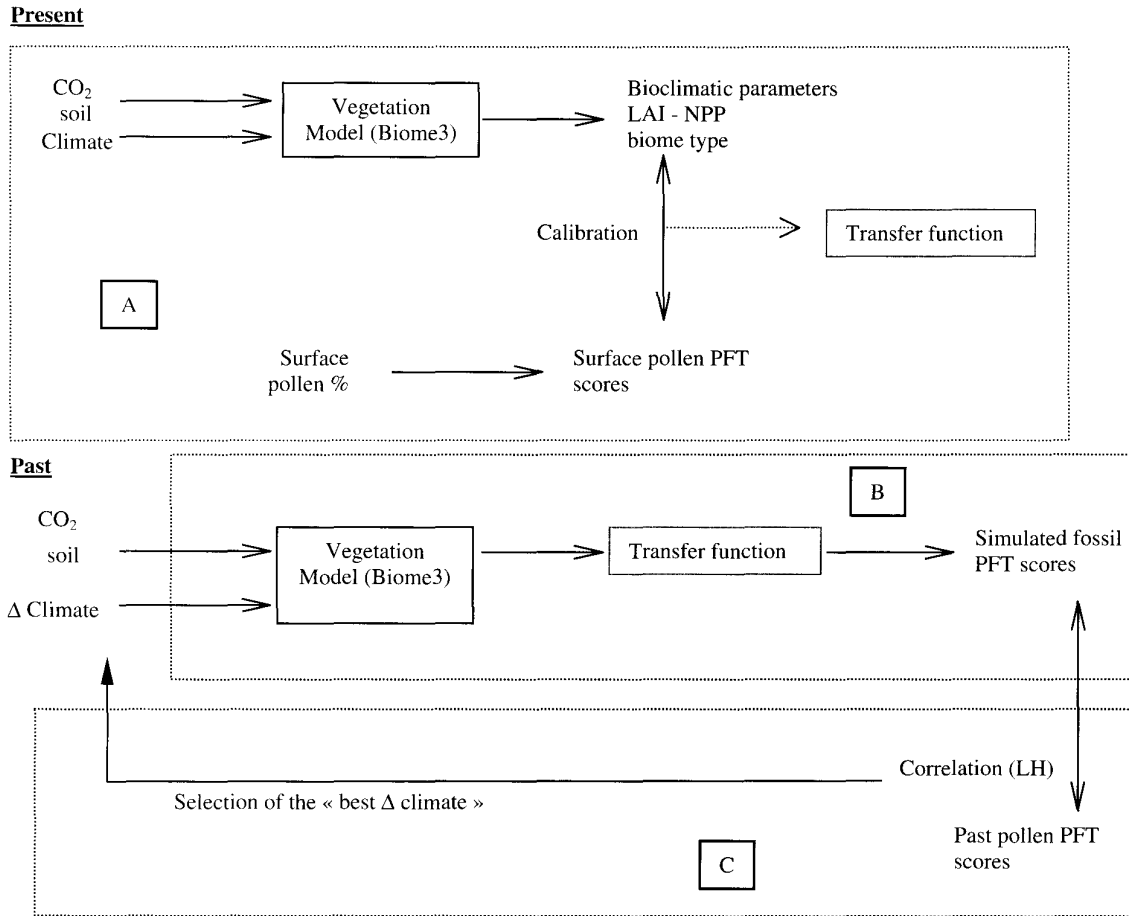 Present
CO₂
soil
Climate
Vegetation
Model (Biome3)
Bioclimatic parameters
LAI - NPP
biome type
Calibration
Transfer function
A
Surface
pollen %
Surface pollen PFT
scores
Past
B
CO₂
soil
Δ Climate
Vegetation
Model (Biome3)
Transfer function
Simulated fossil
PFT scores
Correlation (LH)
Selection of the « best Δ climate »
Past pollen PFT
scores
C